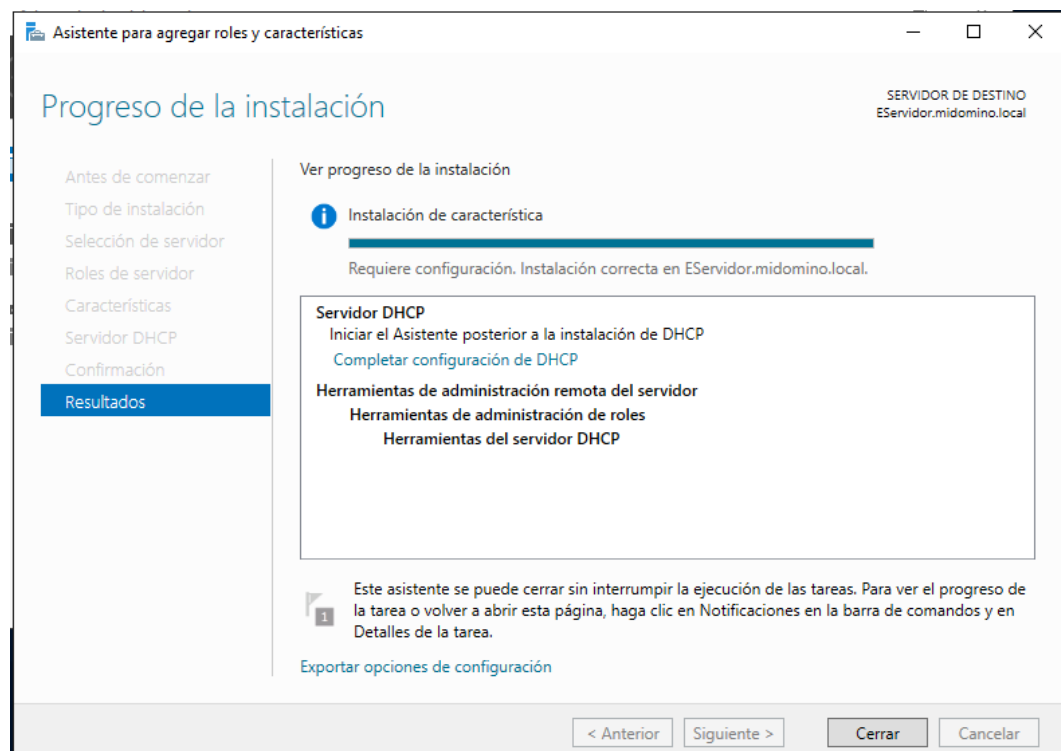 Asistente para agregar roles y características
Progreso de la instalación
SERVIDOR DE DESTINO
EServidor.midomino.local
Antes de comenzar
Tipo de instalación
Selección de servidor
Roles de servidor
Características
Servidor DHCP
Confirmación
Resultados
Ver progreso de la instalación
Instalación de característica
Requiere configuración. Instalación correcta en EServidor.midomino.local.
Servidor DHCP
Iniciar el Asistente posterior a la instalación de DHCP
Completar configuración de DHCP
Herramientas de administración remota del servidor
Herramientas de administración de roles
Herramientas del servidor DHCP
1
Este asistente se puede cerrar sin interrumpir la ejecución de las tareas. Para ver el progreso de
la tarea o volver a abrir esta página, haga clic en Notificaciones en la barra de comandos y en
Detalles de la tarea.
Exportar opciones de configuración
< Anterior
Siguiente >
Cerrar
Cancelar